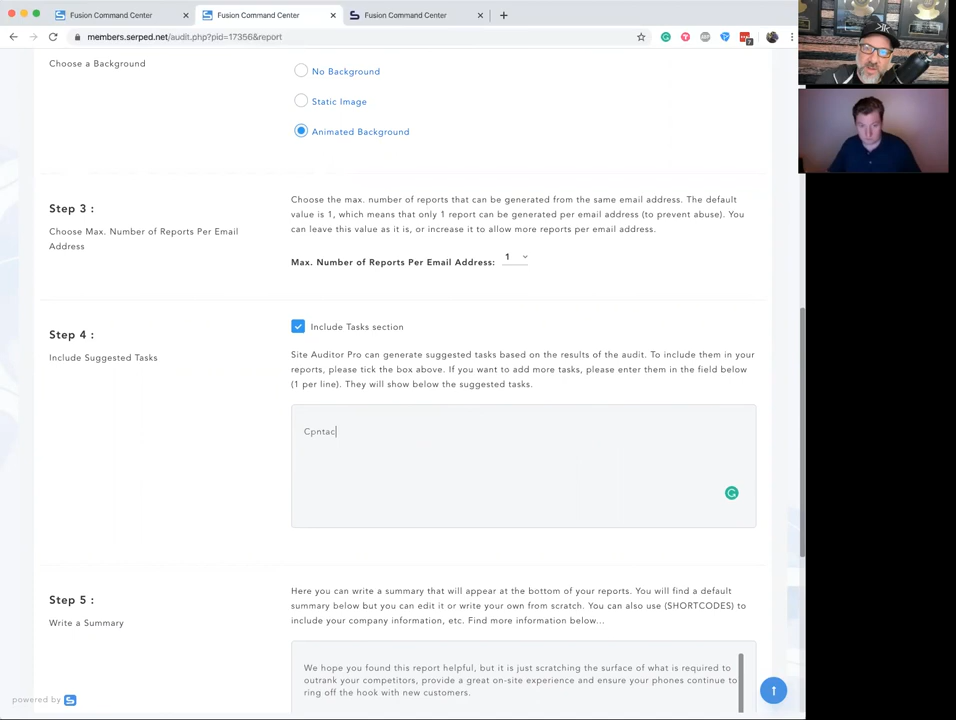 Fusion Command Center
Fusion Command Center
Fusion Command Center
members.serped.net/audit.php?pid=17356&report
Choose a Background
No Background
Static Image
Animated Background
Step 3 :
Choose Max. Number of Reports Per Email
Address
Choose the max. number of reports that can be generated from the same email address. The default
value is 1, which means that only 1 report can be generated per email address (to prevent abuse). You
can leave this value as it is, or increase it to allow more reports per email address.
Max. Number of Reports Per Email Address: 1
Step 4 :
Include Suggested Tasks
Include Tasks section
Site Auditor Pro can generate suggested tasks based on the results of the audit. To include them in your
reports, please tick the box above. If you want to add more tasks, please enter them in the field below
(1 per line). They will show below the suggested tasks.
Cpntac
Step 5 :
Write a Summary
Here you can write a summary that will appear at the bottom of your reports. You will find a default
summary below but you can edit it or write your own from scratch. You can also use {SHORTCODES} to
include your company information, etc. Find more information below...
We hope you found this report helpful, but it is just scratching the surface of what is required to
outrank your competitors, provide a great on-site experience and ensure your phones continue to
ring off the hook with new customers.
powered by S